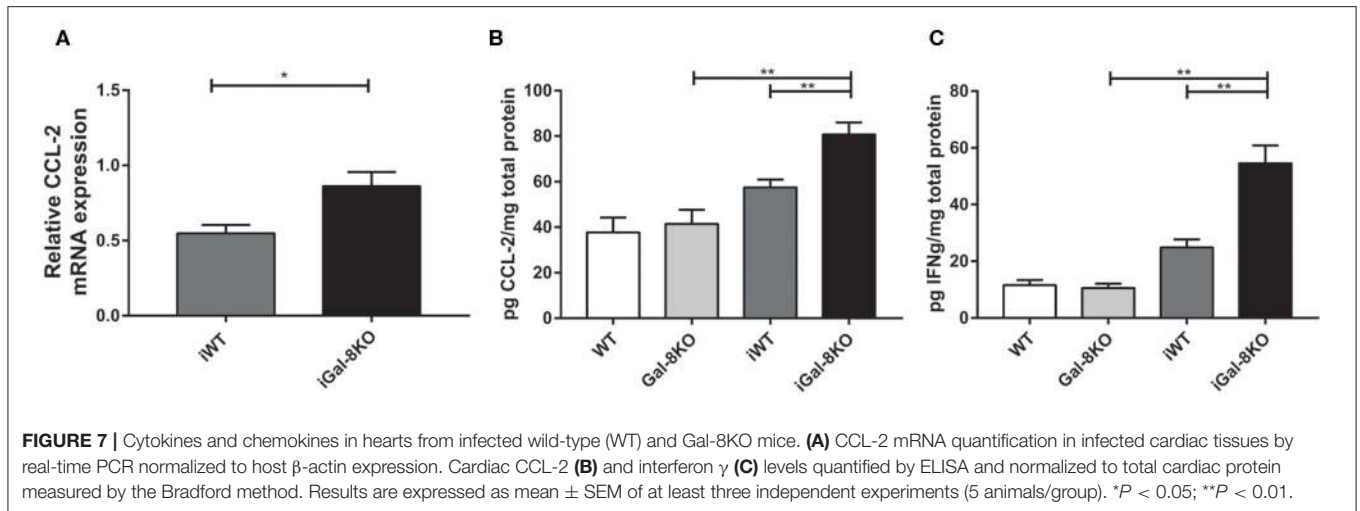 A
Relative CCL-2
mRNA expression
1.5
1.0
0.5
0.0
*
iWT
iGal-8KO
B
pg CCL-2/mg total protein
100
80
60
40
20
0
**
**
WT
Gal-8KO
iWT
iGal-8KO
C
pg IFNg/mg total protein
80
60
40
20
0
**
**
WT
Gal-8KO
iWT
iGal-8KO
FIGURE 7 | Cytokines and chemokines in hearts from infected wild-type (WT) and Gal-8KO mice. (A) CCL-2 mRNA quantification in infected cardiac tissues by
real-time PCR normalized to host β-actin expression. Cardiac CCL-2 (B) and interferon γ (C) levels quantified by ELISA and normalized to total cardiac protein
measured by the Bradford method. Results are expressed as mean ± SEM of at least three independent experiments (5 animals/group). *P < 0.05; **P < 0.01.